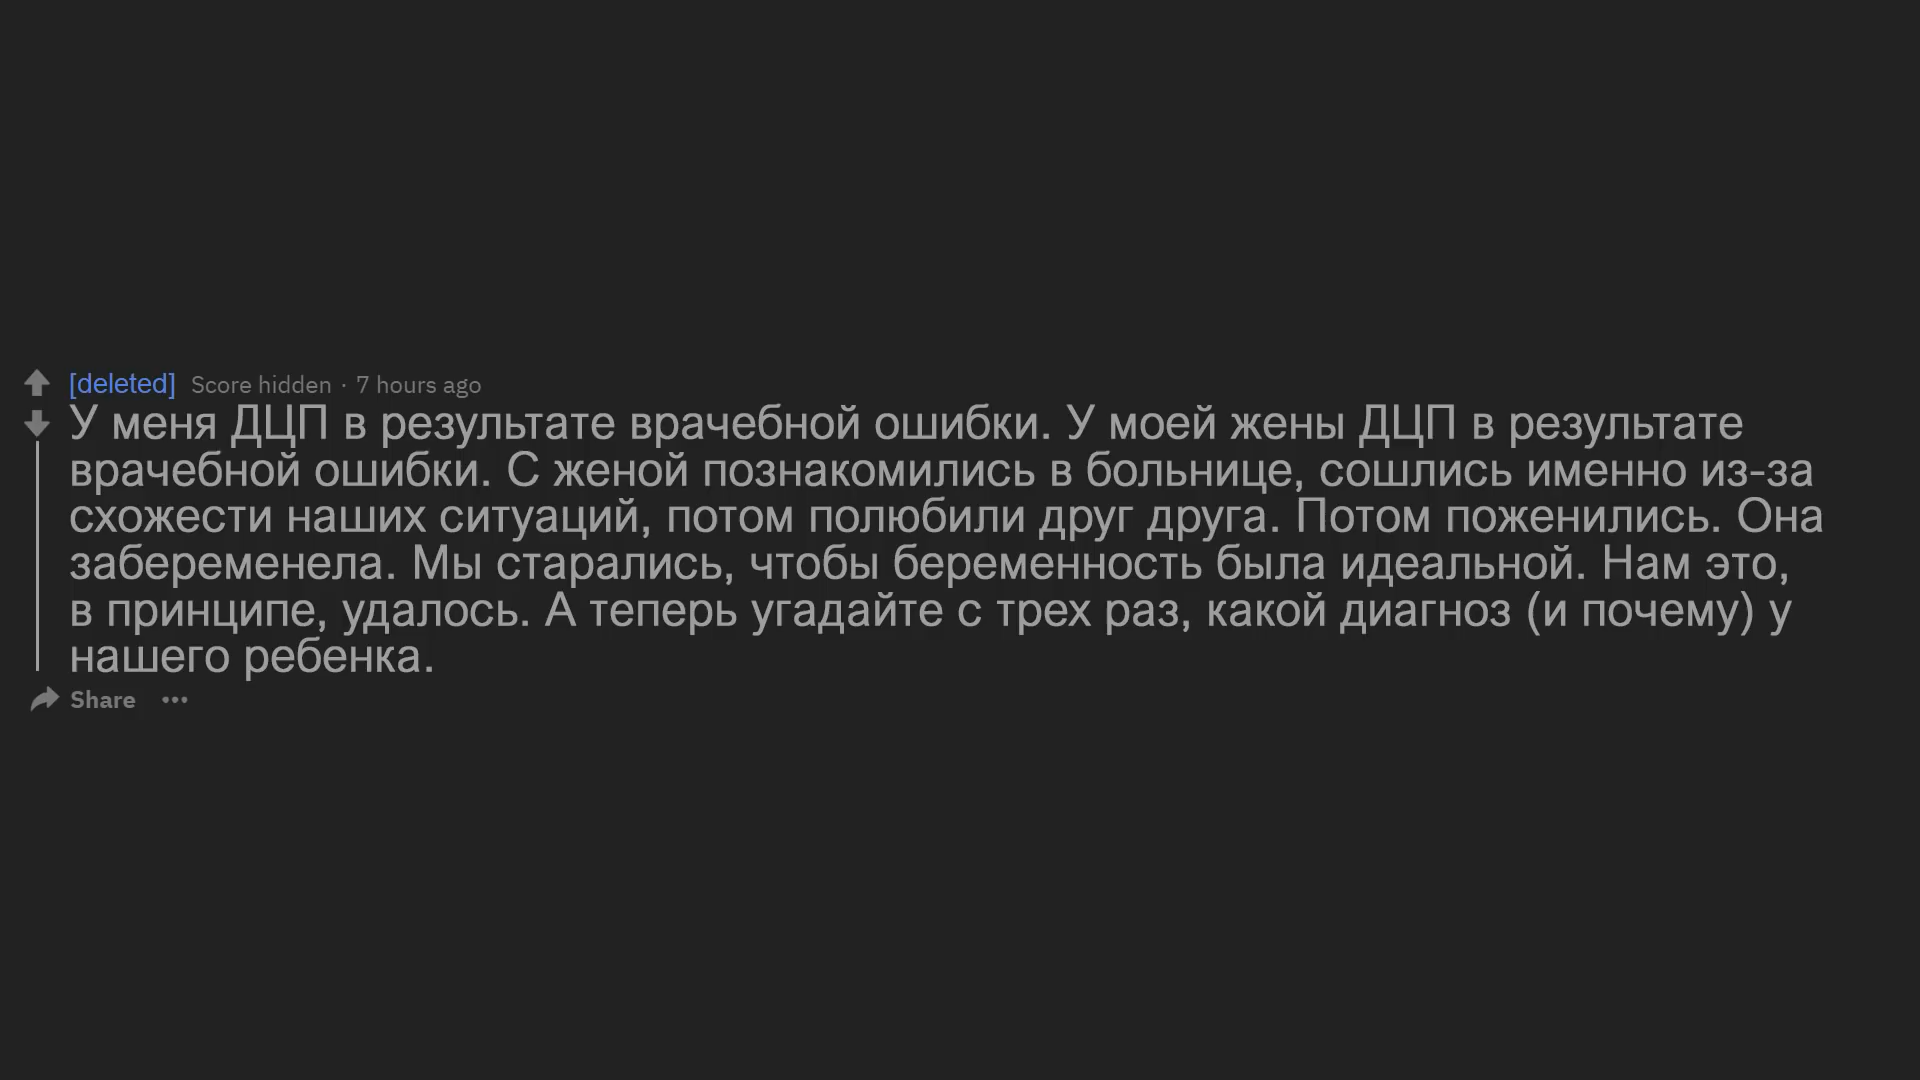 [deleted] Score hidden · 7 hours ago
У меня ДЦП в результате врачебной ошибки. У моей жены ДЦП в результате
врачебной ошибки. С женой познакомились в больнице, сошлись именно из-за
схожести наших ситуаций, потом полюбили друг друга. Потом поженились. Она
забеременела. Мы старались, чтобы беременность была идеальной. Нам это,
в принципе, удалось. А теперь угадайте с трех раз, какой диагноз (и почему) у
нашего ребенка.
Share ···